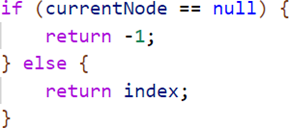 if (currentNode == null) {
    return -1;
} else {
    return index;
}